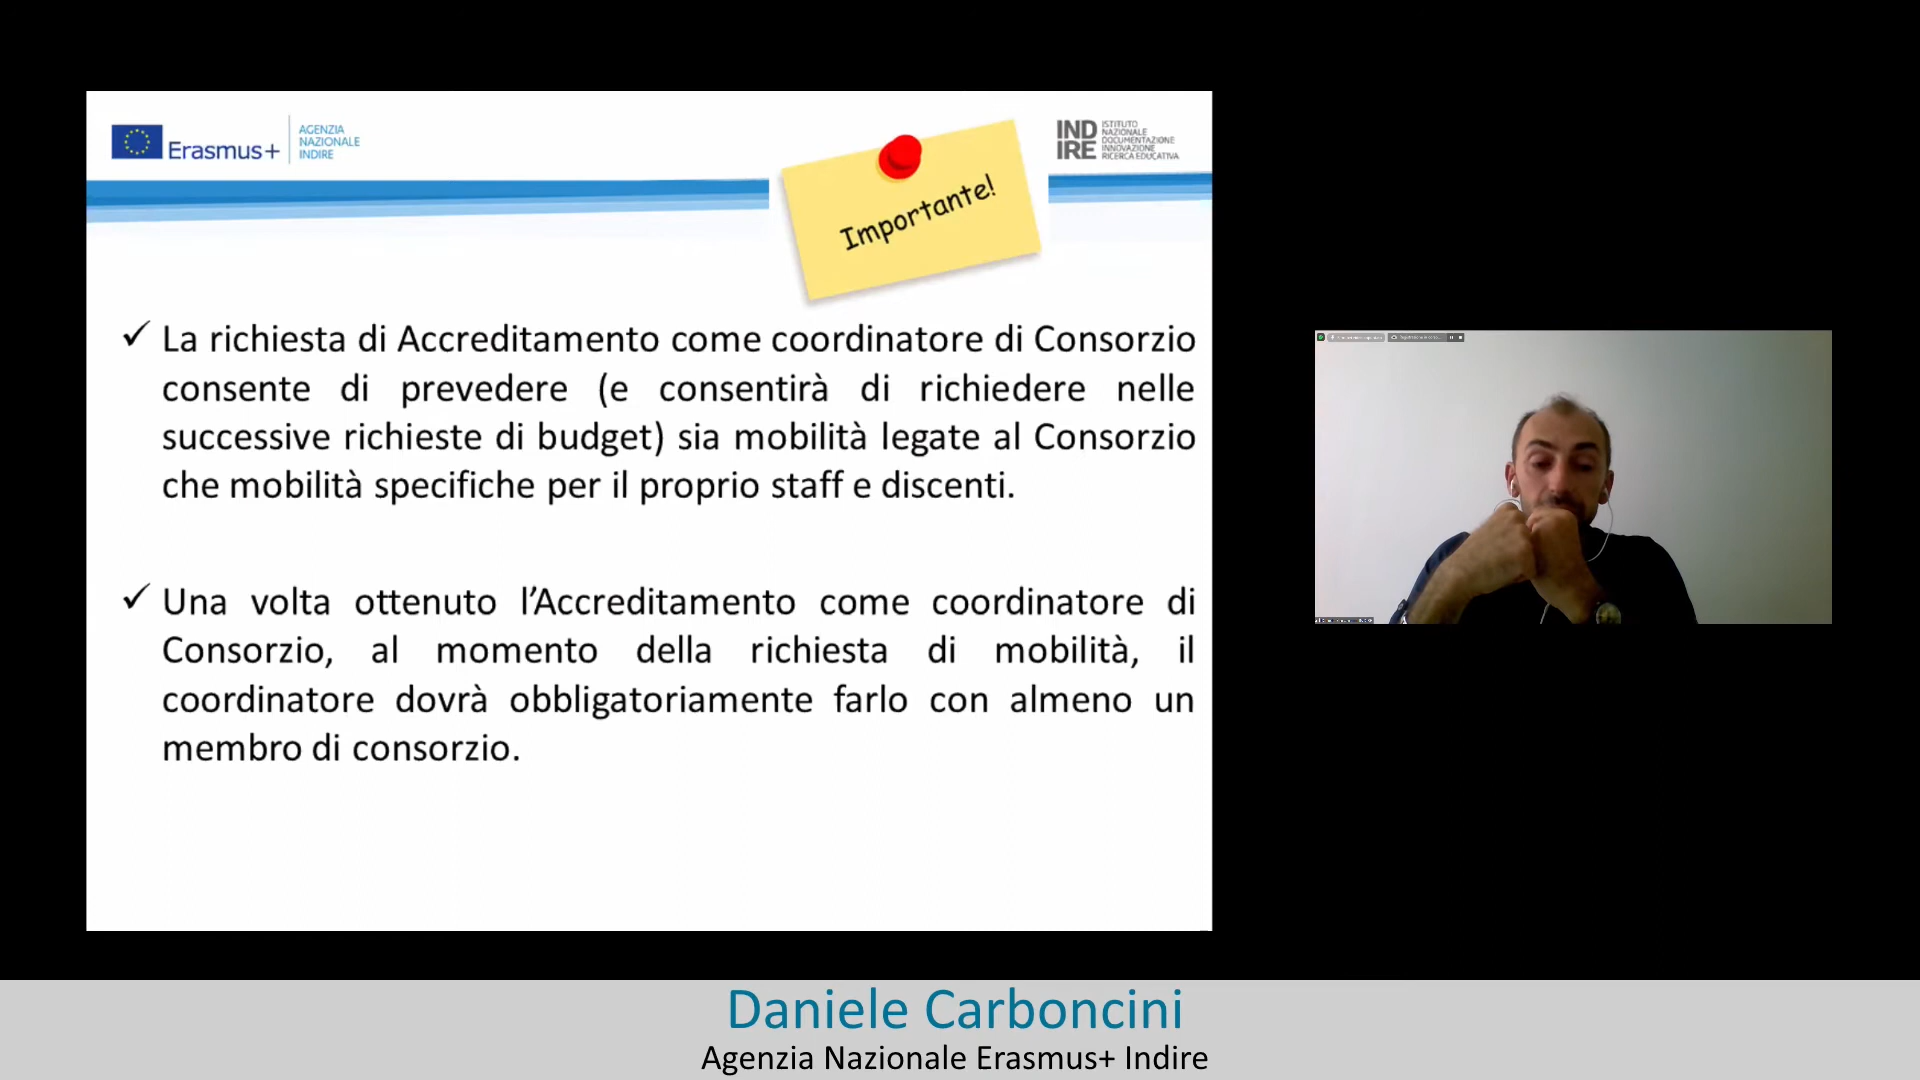 Erasmus+
AGENZIA
NAZIONALE
INDIRE
Importante!
IND
IRE
ISTITUTO
NAZIONALE
DOCUMENTAZIONE
INNOVAZIONE
RICERCA EDUCATIVA
✓ La richiesta di Accreditamento come coordinatore di Consorzio
consente di prevedere (e consentirà di richiedere nelle
successive richieste di budget) sia mobilità legate al Consorzio
che mobilità specifiche per il proprio staff e discenti.
✓ Una volta ottenuto l’Accreditamento come coordinatore di
Consorzio, al momento della richiesta di mobilità, il
coordinatore dovrà obbligatoriamente farlo con almeno un
membro di consorzio.
Daniele Carboncini
Agenzia Nazionale Erasmus+ Indire